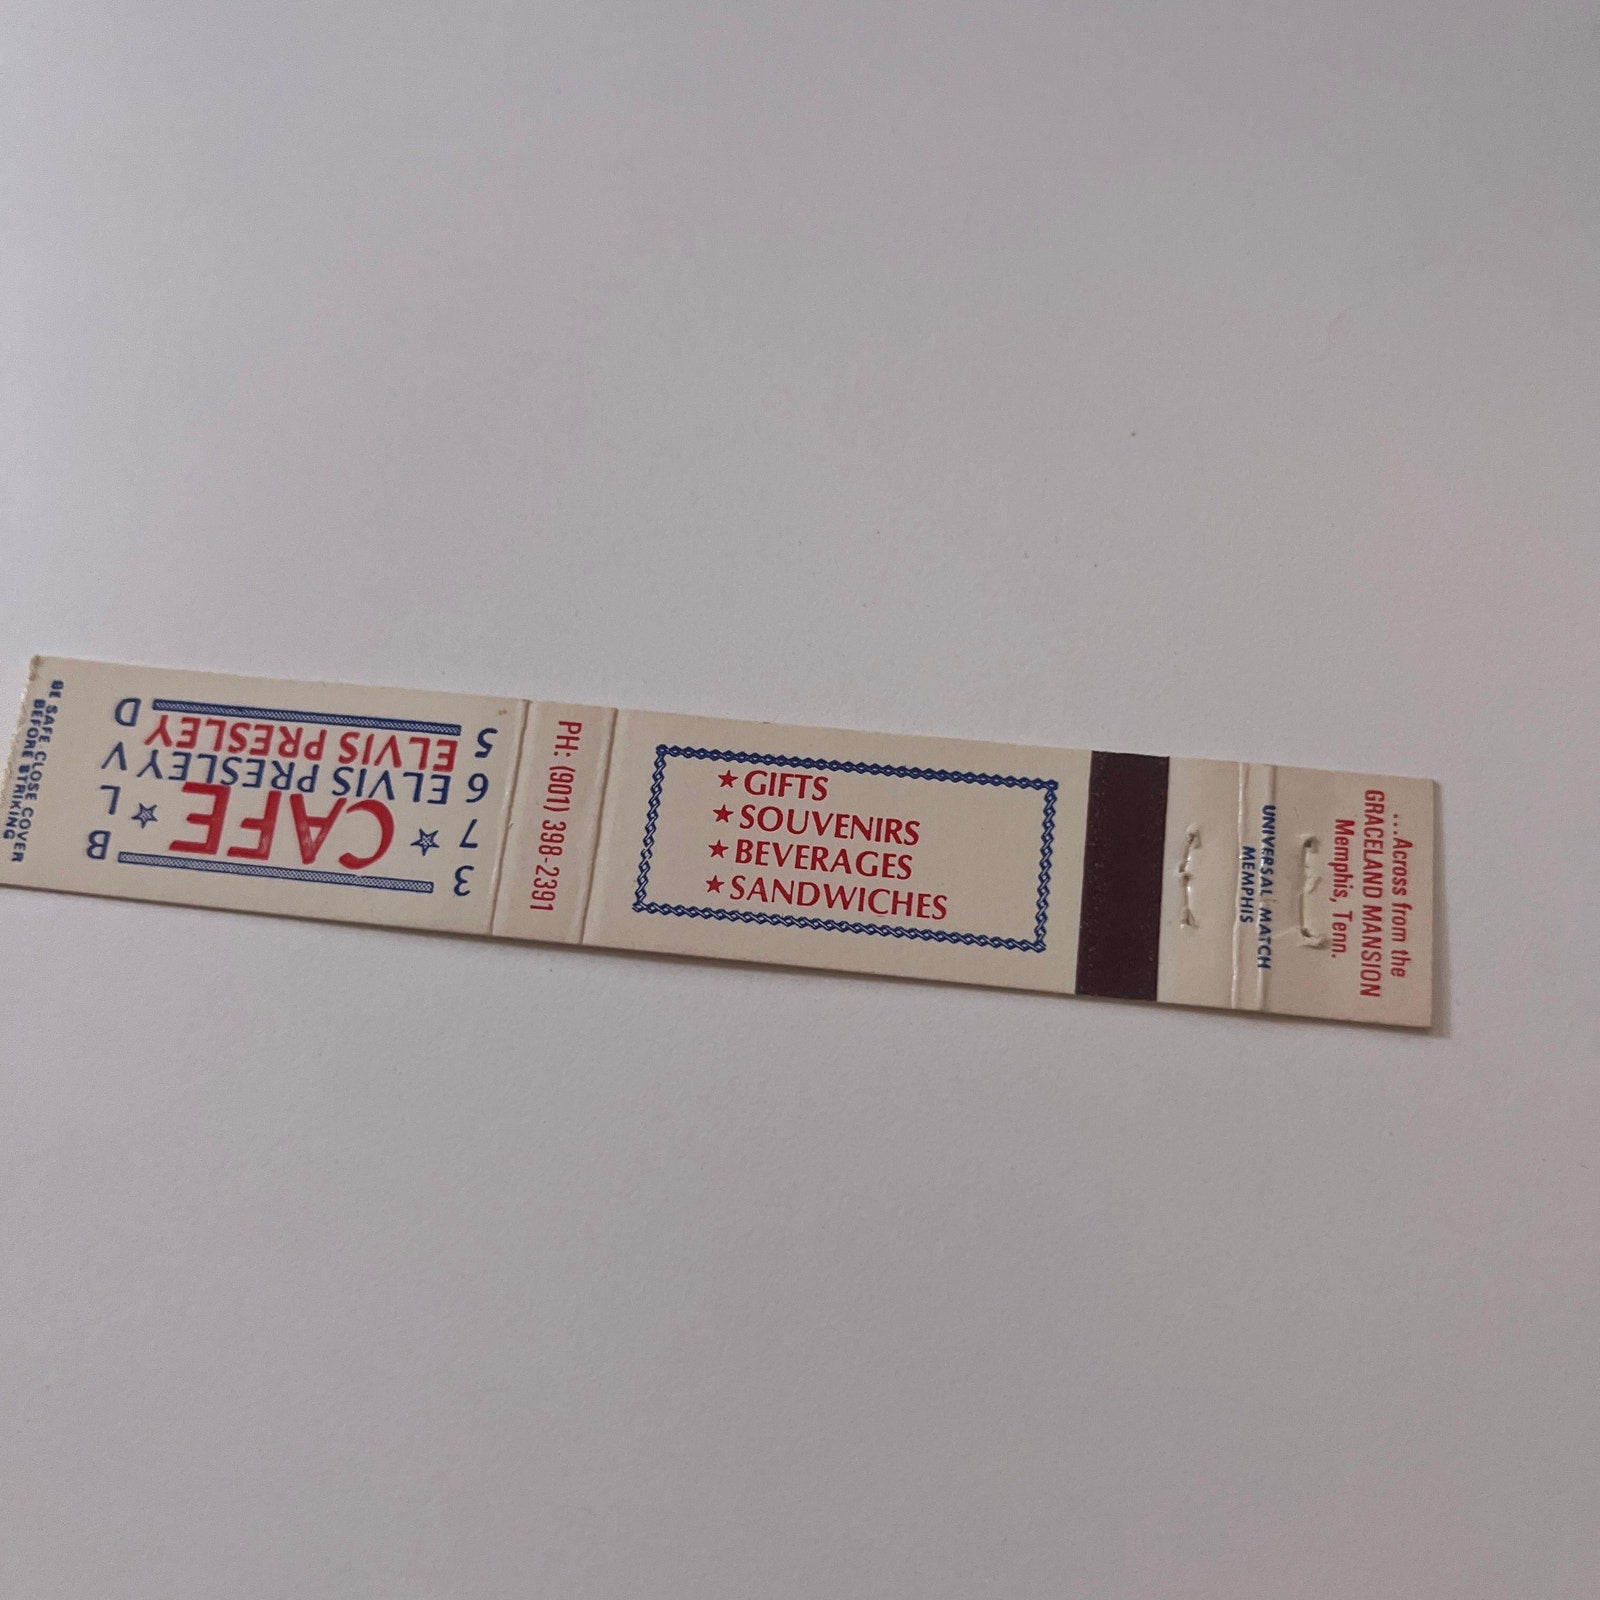 3 B
7 ☆ CAFE ☆ L
6 ELVIS PRESLEY V
5 ELVIS PRESLEY D
BE SAFE, CLOSE COVER
BEFORE STRIKING
PH: (901) 398-2391
★ GIFTS
★ SOUVENIRS
★ BEVERAGES
★ SANDWICHES
UNIVERSAL MATCH
MEMPHIS
...Across from the
GRACELAND MANSION
Memphis, Tenn.